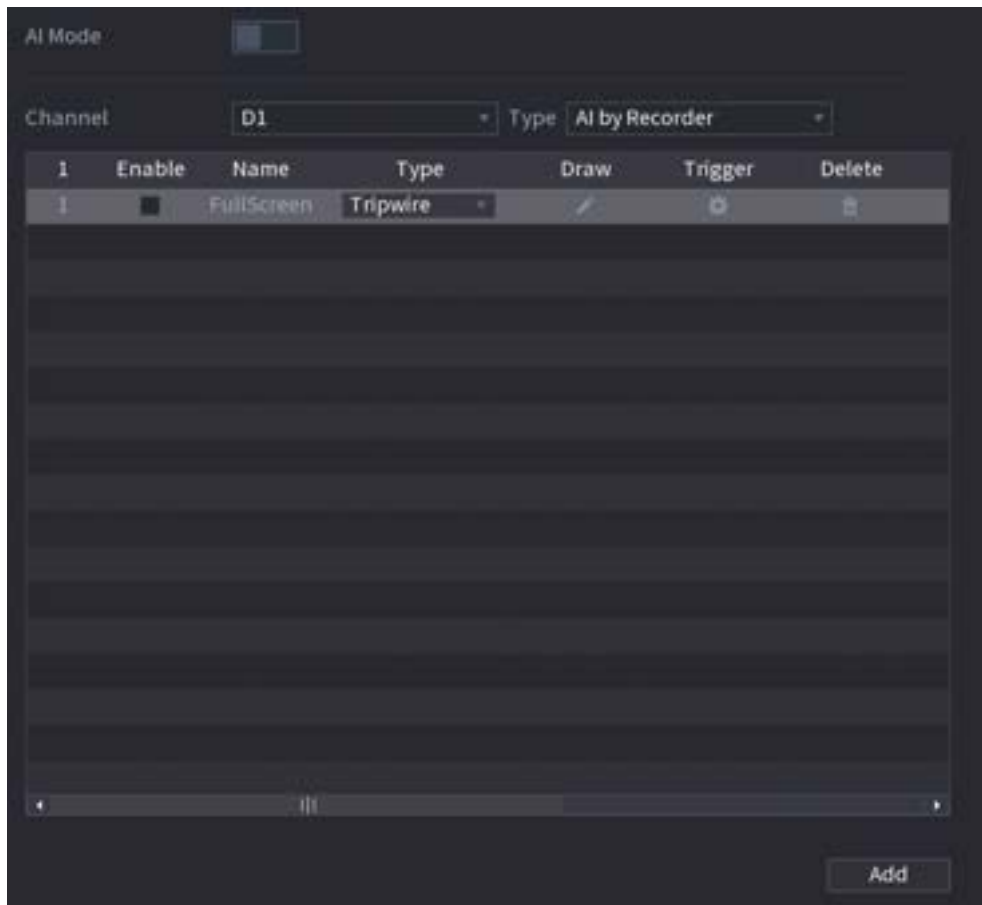 AI Mode
Channel D1 Type AI by Recorder
1 Enable Name Type Draw Trigger Delete
1 FullScreen Tripwire
Add